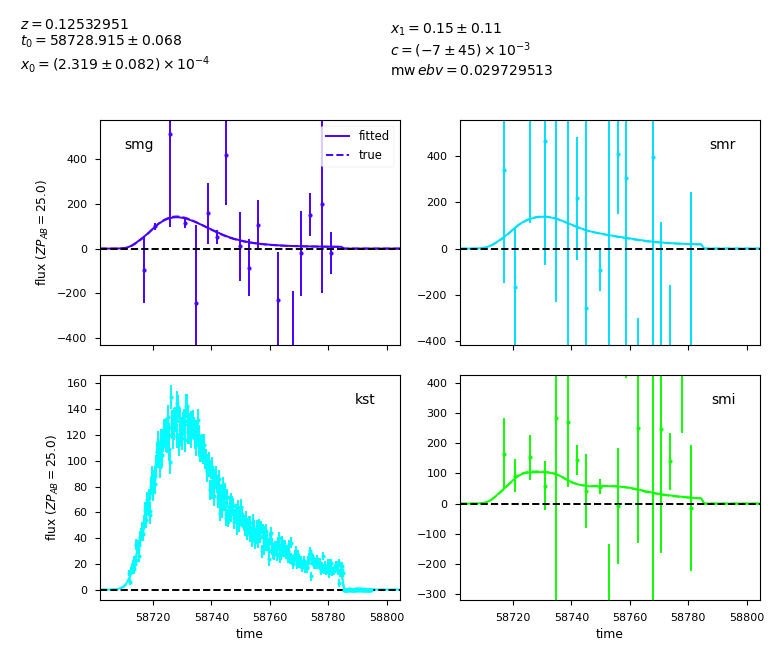 z = 0.12532951
t₀ = 58728.915 ± 0.068
x₀ = (2.319 ± 0.082) × 10⁻⁴
x₁ = 0.15 ± 0.11
c = (−7 ± 45) × 10⁻³
mw ebv = 0.029729513
smg
fitted
true
400
200
0
−200
−400
flux (ZP_AB = 25.0)
smr
400
200
0
−200
−400
kst
160
140
120
100
80
60
40
20
0
flux (ZP_AB = 25.0)
58720 58740 58760 58780 58800
time
smi
400
300
200
100
0
−100
−200
−300
58720 58740 58760 58780 58800
time